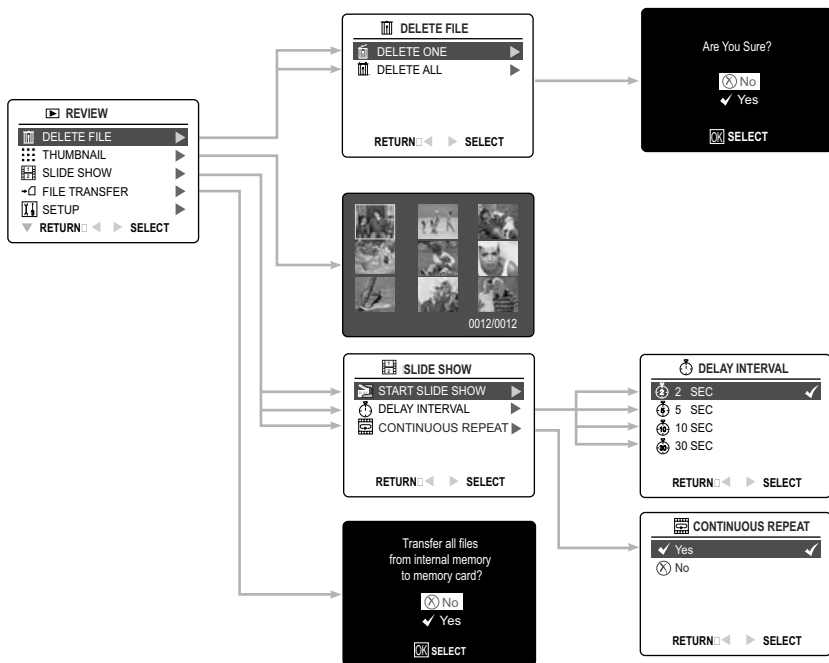 REVIEW
DELETE FILE
THUMBNAIL
SLIDE SHOW
FILE TRANSFER
SETUP
RETURN SELECT
DELETE FILE
DELETE ONE
DELETE ALL
RETURN SELECT
Are You Sure?
No
Yes
OK SELECT
0012/0012
SLIDE SHOW
START SLIDE SHOW
DELAY INTERVAL
CONTINUOUS REPEAT
RETURN SELECT
DELAY INTERVAL
2 SEC
5 SEC
10 SEC
30 SEC
RETURN SELECT
CONTINUOUS REPEAT
Yes
No
RETURN SELECT
Transfer all files
from internal memory
to memory card?
No
Yes
OK SELECT